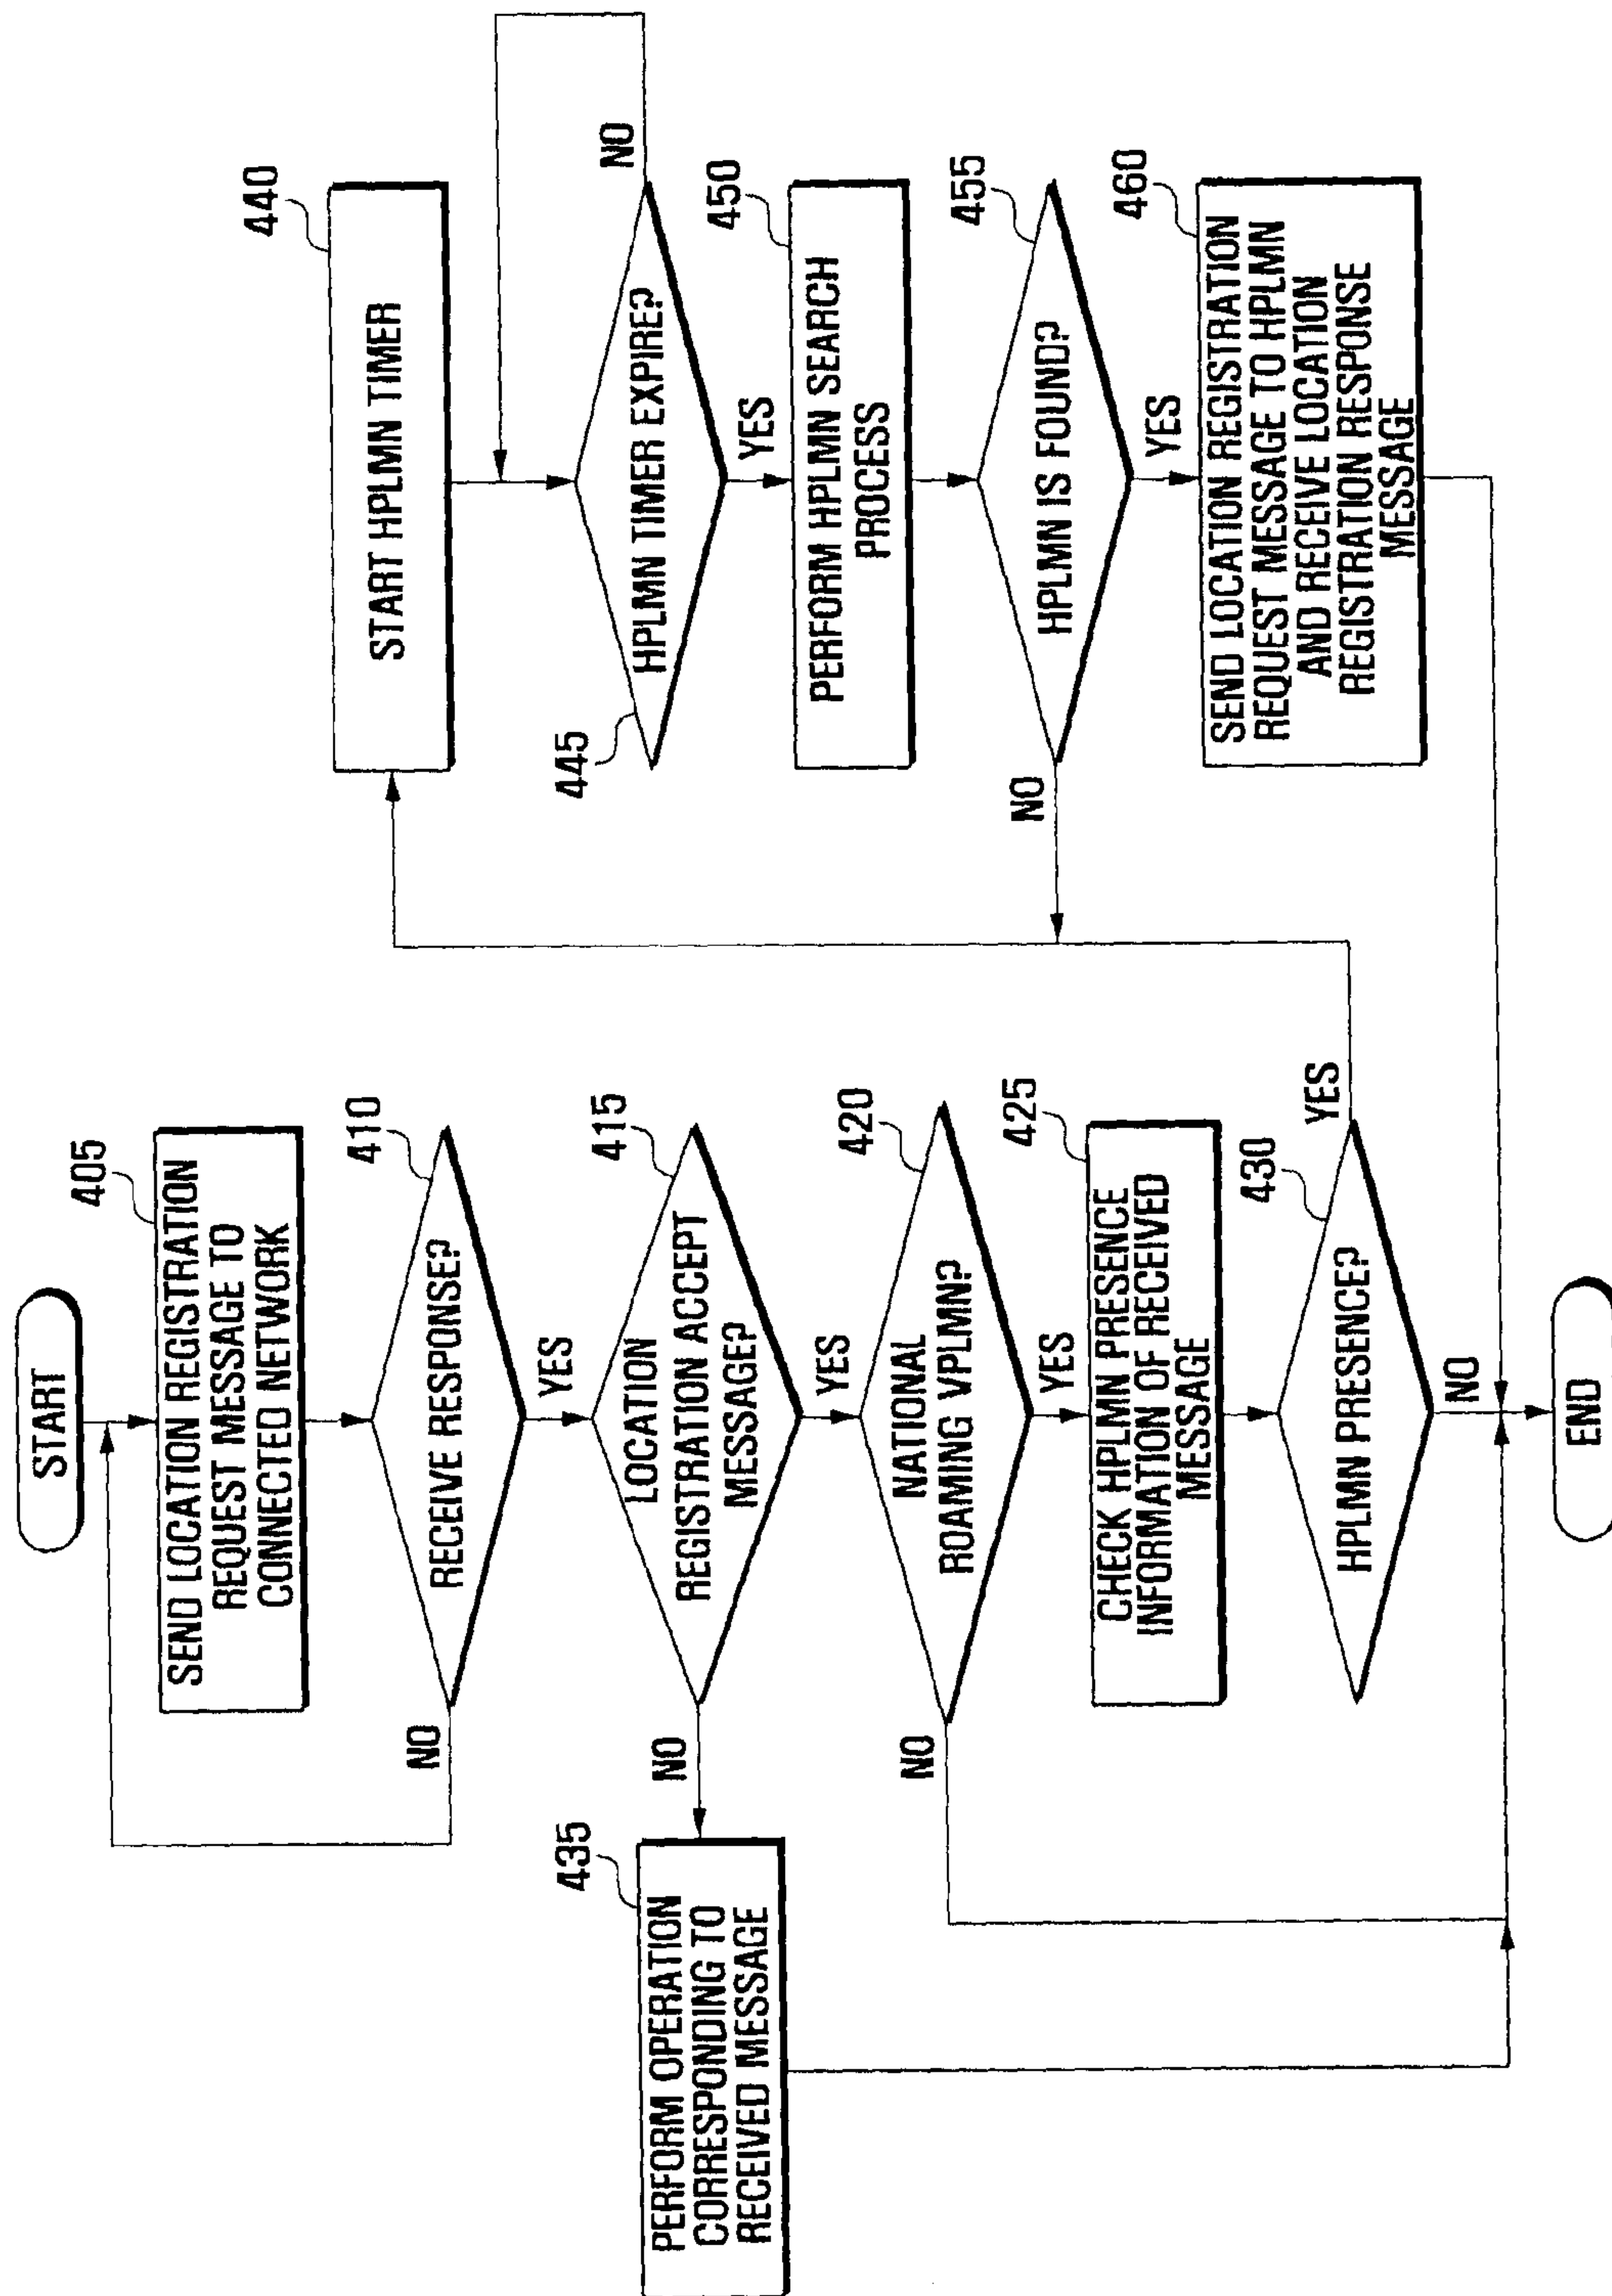 START
405
SEND LOCATION REGISTRATION
REQUEST MESSAGE TO
CONNECTED NETWORK
410
RECEIVE RESPONSE?
NO
YES
415
LOCATION
REGISTRATION ACCEPT
MESSAGE?
NO
YES
435
PERFORM OPERATION
CORRESPONDING TO
RECEIVED MESSAGE
420
NATIONAL
ROAMING VPLMN?
NO
YES
425
CHECK HPLMN PRESENCE
INFORMATION OF RECEIVED
MESSAGE
430
HPLMN PRESENCE?
YES
NO
END
440
START HPLMN TIMER
445
HPLMN TIMER EXPIRE?
NO
YES
450
PERFORM HPLMN SEARCH
PROCESS
455
HPLMN IS FOUND?
NO
YES
460
SEND LOCATION REGISTRATION
REQUEST MESSAGE TO HPLMN
AND RECEIVE LOCATION
REGISTRATION RESPONSE
MESSAGE